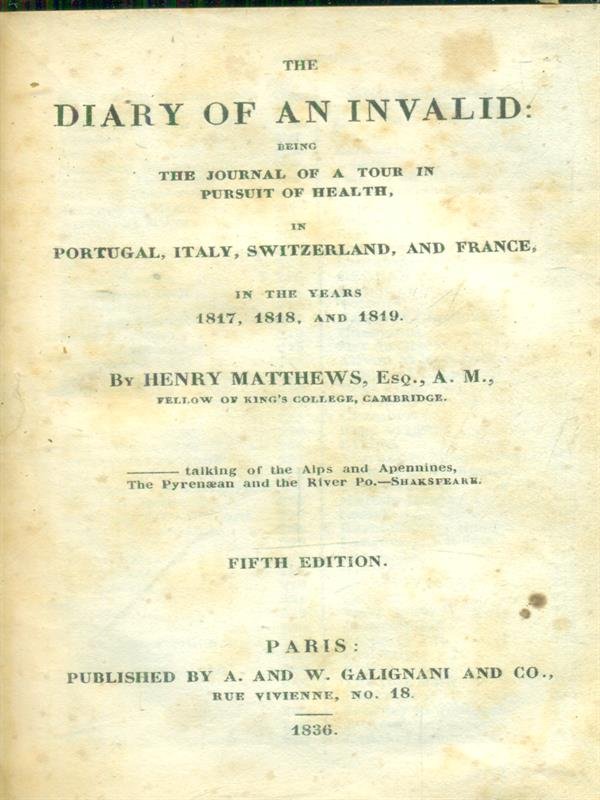 THE
DIARY OF AN INVALID:
BEING
THE JOURNAL OF A TOUR IN
PURSUIT OF HEALTH,
IN
PORTUGAL, ITALY, SWITZERLAND, AND FRANCE,
IN THE YEARS
1817, 1818, AND 1819.
BY HENRY MATTHEWS, ESQ., A. M.,
FELLOW OF KING'S COLLEGE, CAMBRIDGE.
——— talking of the Alps and Apennines,
The Pyrenæan and the River Po.—SHAKSPEARE.
FIFTH EDITION.
PARIS:
PUBLISHED BY A. AND W. GALIGNANI AND CO.,
RUE VIVIENNE, NO. 18.
1836.